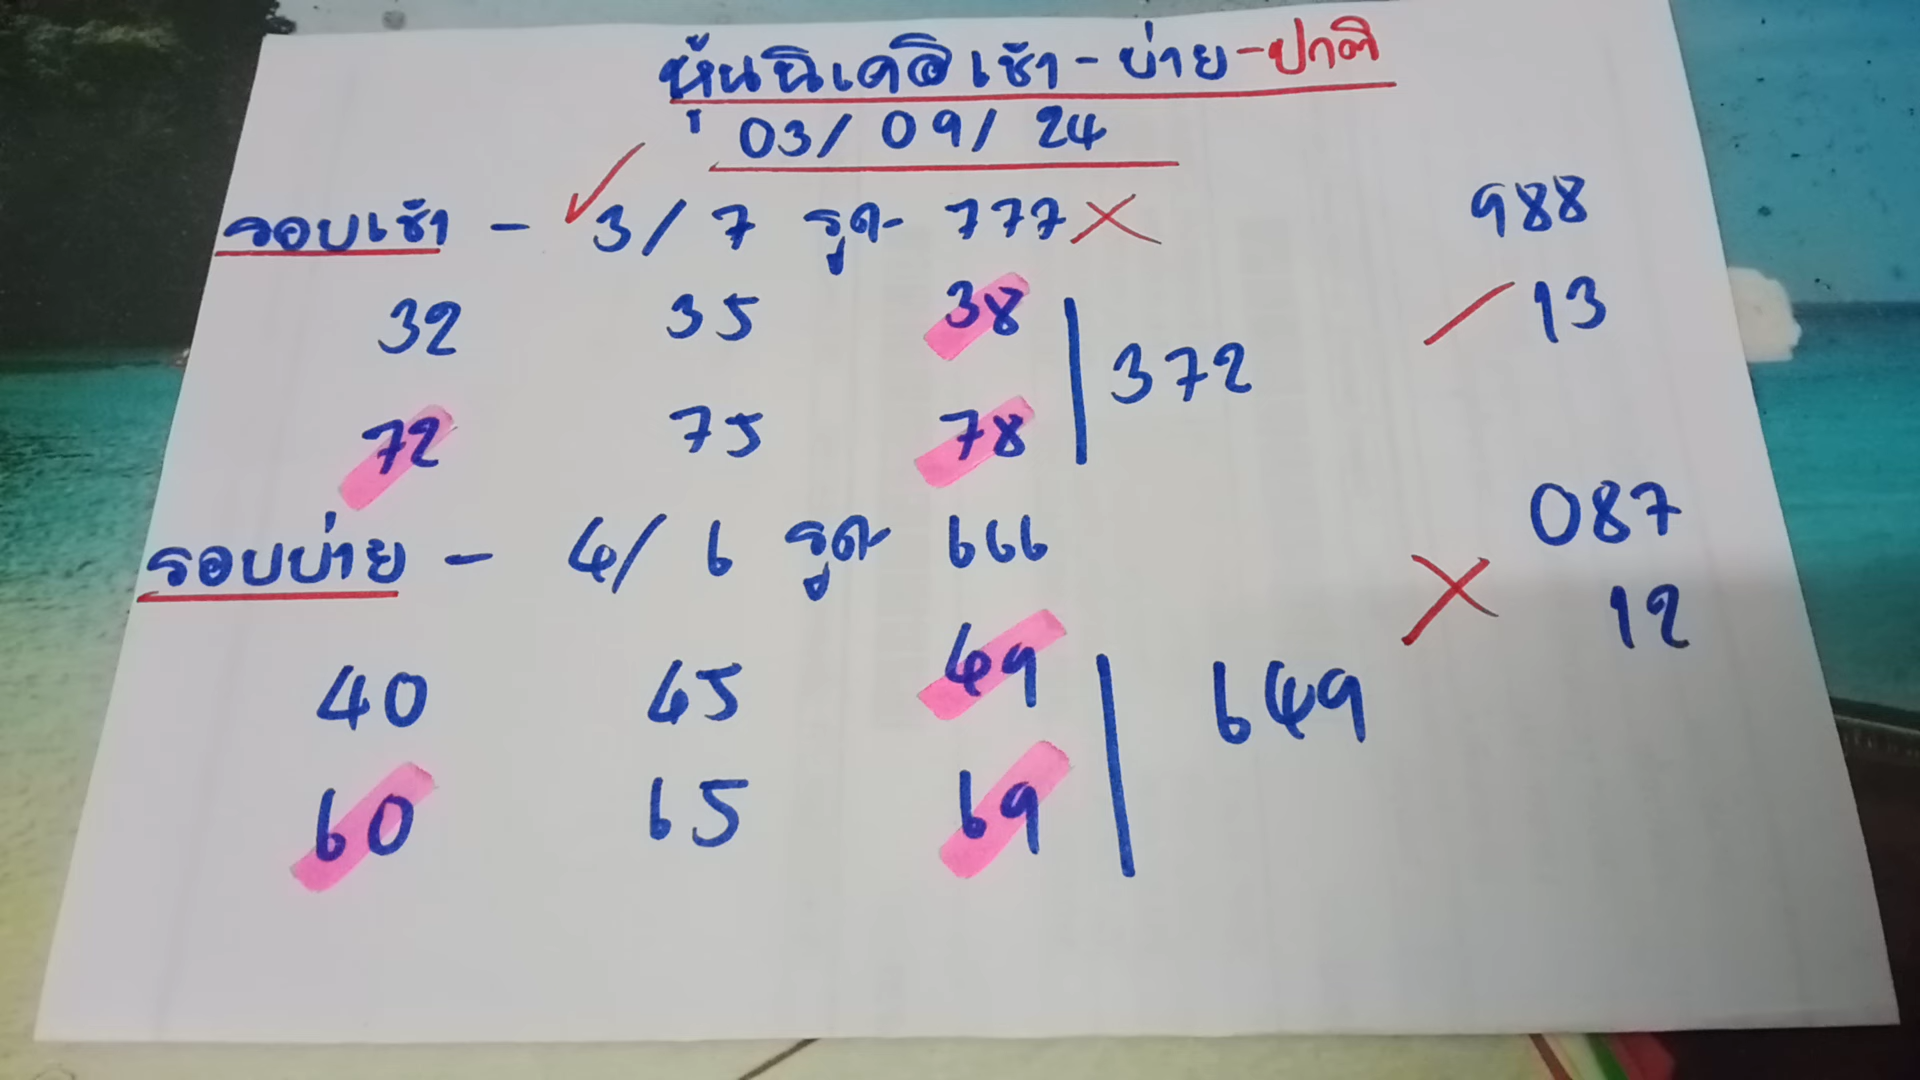 หุ้นนิเคอิเช้า - บ่าย - ปกติ
03/09/24
รอบเช้า - 3/7 รูด 777
988
13
32 35 38
372
72 75 78
087
12
รอบบ่าย - 4/6 รูด 666
40 45 49
649
60 65 69